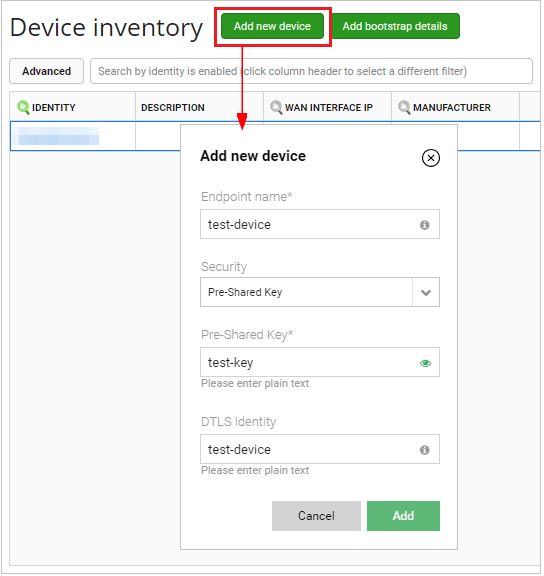 Device inventory
Add new device
Add bootstrap details
Advanced
Search by identity is enabled (click column header to select a different filter)
IDENTITY
DESCRIPTION
WAN INTERFACE IP
MANUFACTURER
Add new device
Endpoint name*
test-device
Security
Pre-Shared Key
Pre-Shared Key*
test-key
Please enter plain text
DTLS identity
test-device
Please enter plain text
Cancel
Add